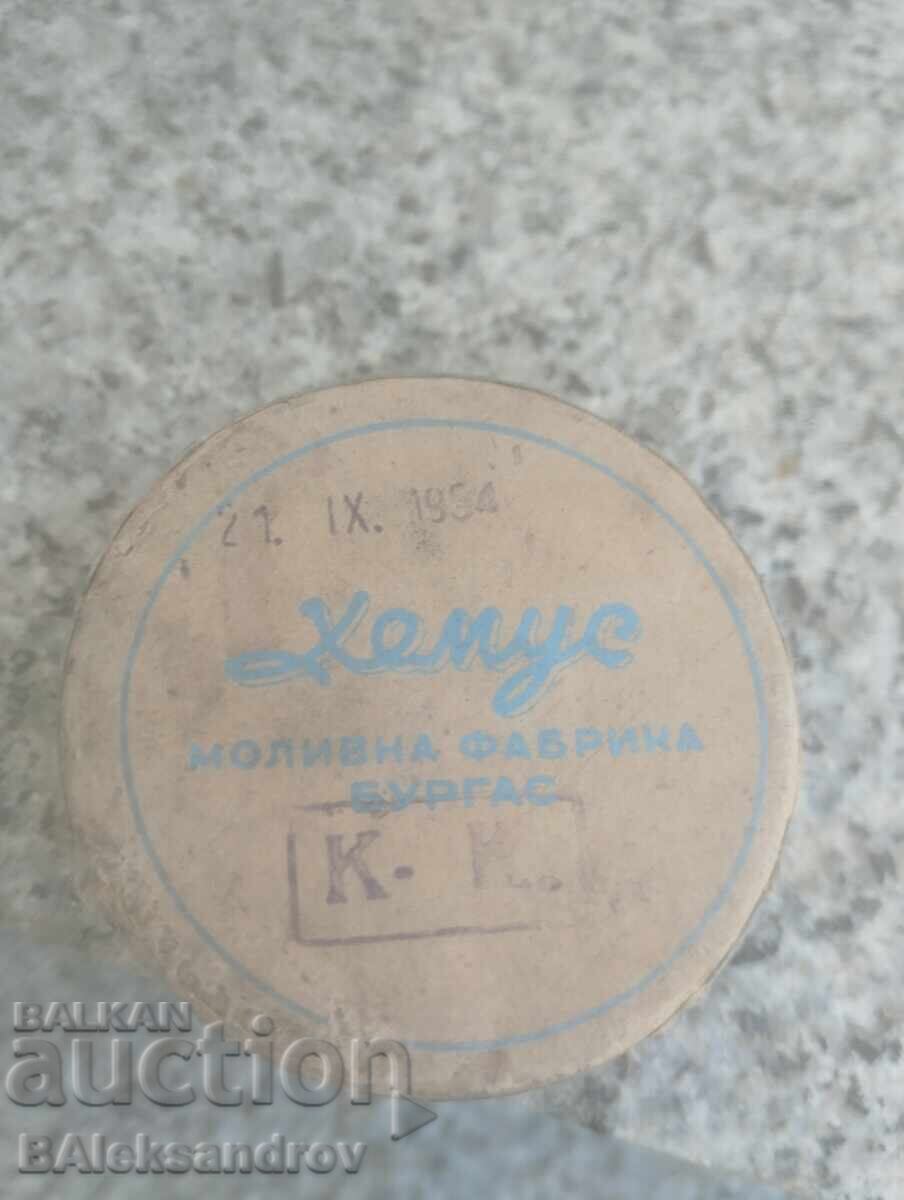 21. IX. 1954
Хемус
МОЛИВНА ФАБРИКА
БУРГАС
К. К.
BALKAN
auction
BAleksandrov